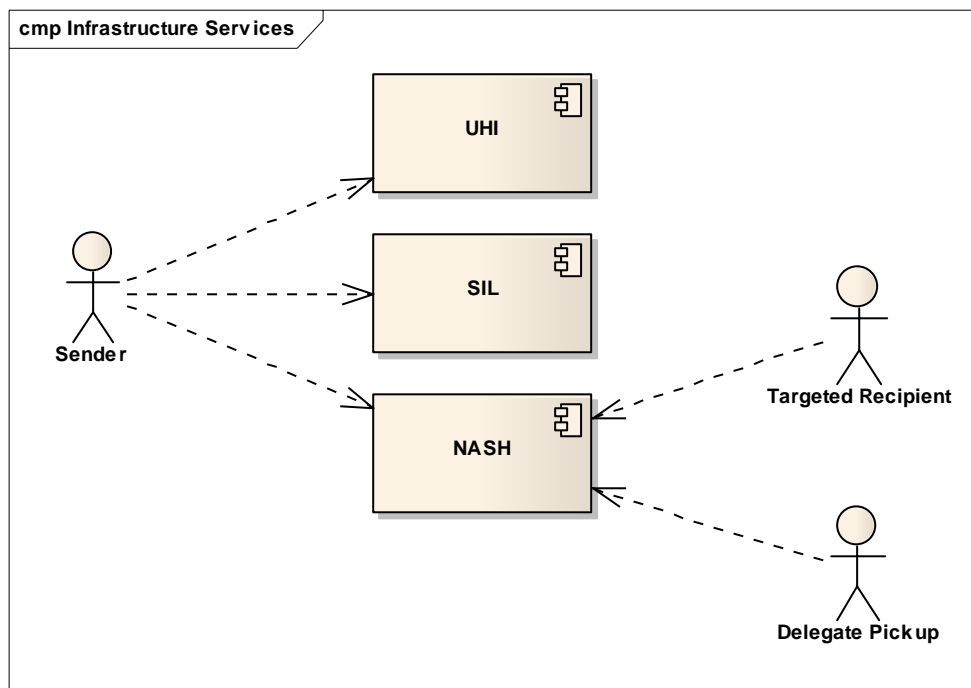 cmp Infrastructure Services
UHI
SIL
Sender
Targeted Recipient
NASH
Delegate Pickup